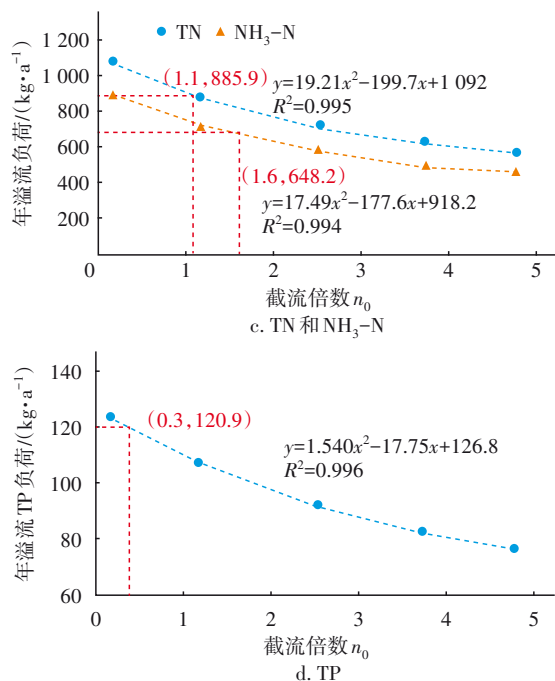 1 200
1 000
800
600
400
200
0
1
2
3
4
5
TN
NH₃-N
(1.1,885.9)
y=19.21x²-199.7x+1 092
R²=0.995
(1.6,648.2)
y=17.49x²-177.6x+918.2
R²=0.994
年溢流负荷/(kg·a⁻¹)
截流倍数n₀
c. TN和NH₃-N
140
120
100
80
60
0
1
2
3
4
5
(0.3,120.9)
y=1.540x²-17.75x+126.8
R²=0.996
年溢流TP负荷/(kg·a⁻¹)
截流倍数n₀
d. TP